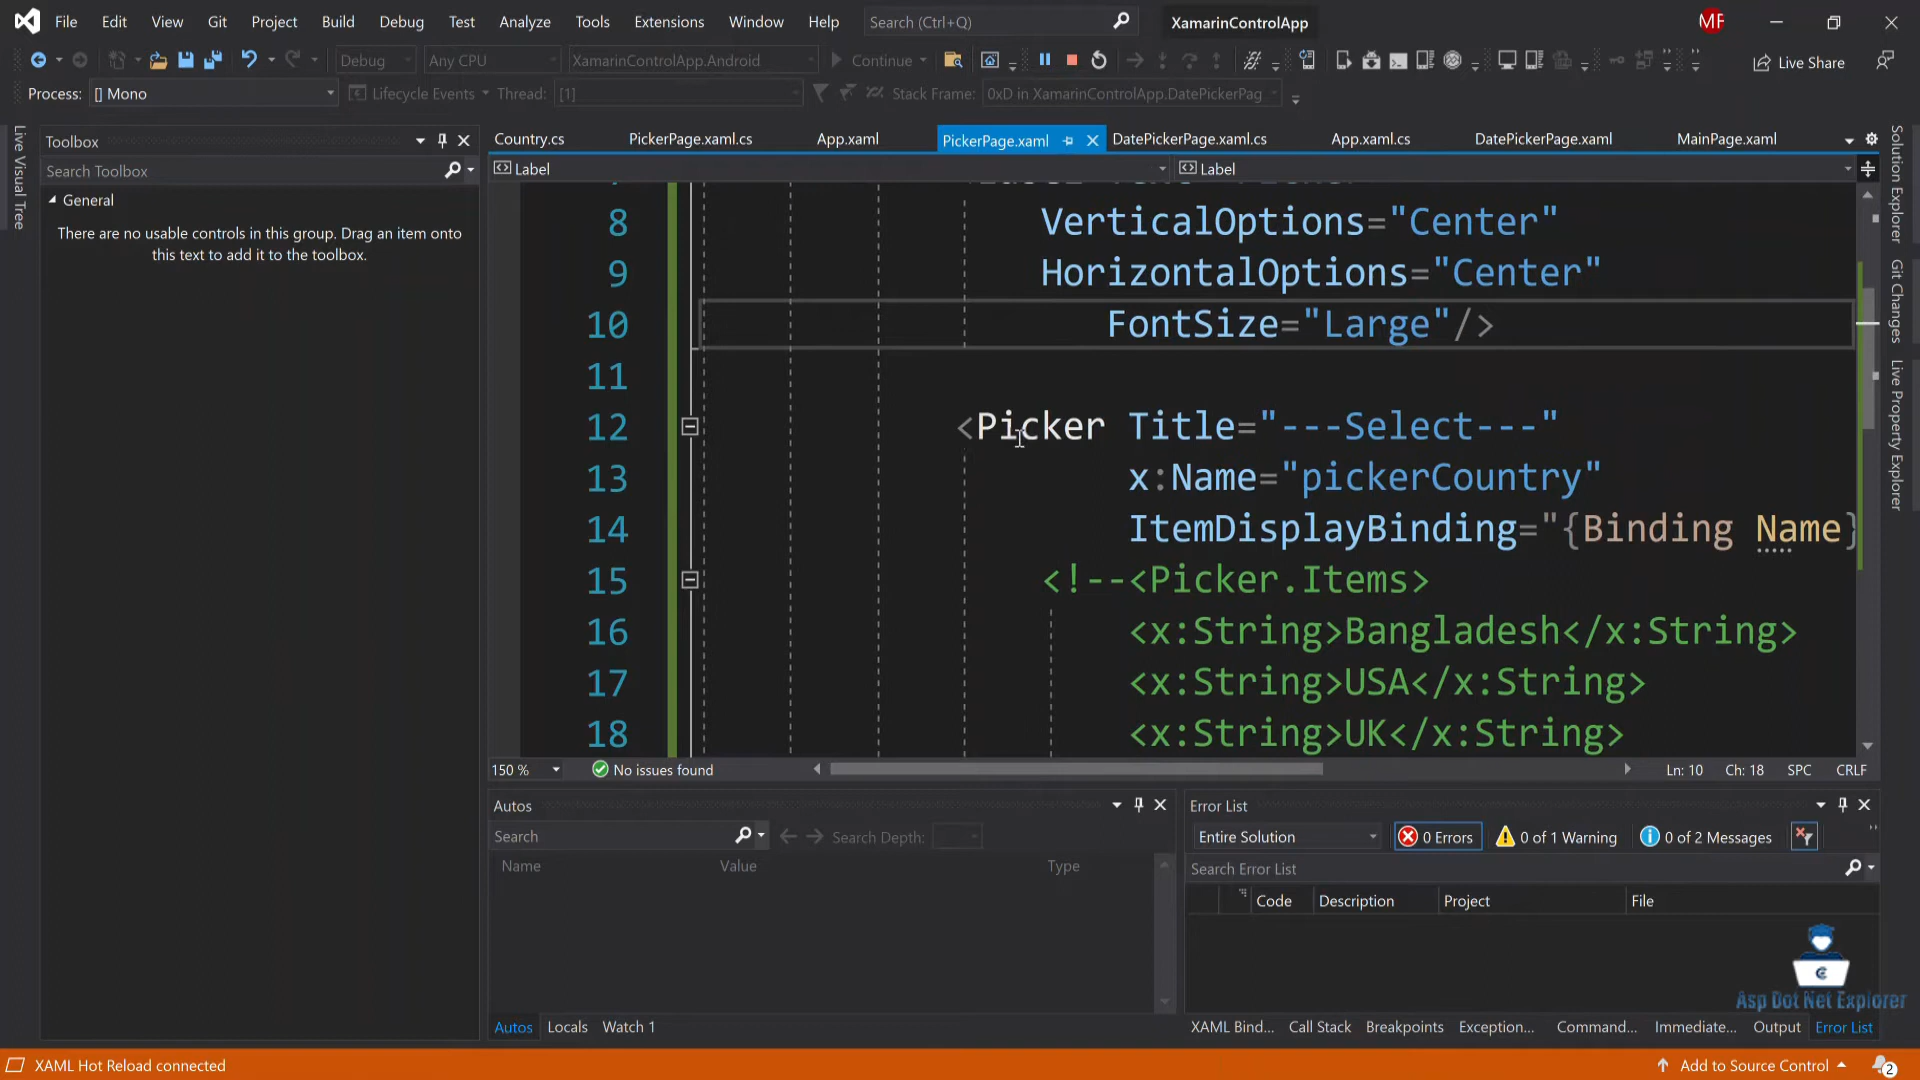 File Edit View Git Project Build Debug Test Analyze Tools Extensions Window Help Search (Ctrl+Q) XamarinControlApp MF
Debug Any CPU XamarinControlApp.Android Continue Live Share
Process: [] Mono Lifecycle Events Thread: [1] Stack Frame: 0xD in XamarinControlApp.DatePickerPag
Live Visual Tree
Toolbox
Search Toolbox
General
There are no usable controls in this group. Drag an item onto
this text to add it to the toolbox.
Country.cs PickerPage.xaml.cs App.xaml PickerPage.xaml DatePickerPage.xaml.cs App.xaml.cs DatePickerPage.xaml MainPage.xaml
Label Label
8 VerticalOptions="Center"
9 HorizontalOptions="Center"
10 FontSize="Large"/>
11
12 <Picker Title="---Select---"
13 x:Name="pickerCountry"
14 ItemDisplayBinding="{Binding Name}
15 <!--<Picker.Items>
16 <x:String>Bangladesh</x:String>
17 <x:String>USA</x:String>
18 <x:String>UK</x:String>
150 % No issues found Ln: 10 Ch: 18 SPC CRLF
Solution Explorer
Git Changes
Live Property Explorer
Autos
Search Search Depth:
Name Value Type
Autos Locals Watch 1
Error List
Entire Solution 0 Errors 0 of 1 Warning 0 of 2 Messages
Search Error List
Code Description Project File
Asp Dot Net Explorer
XAML Bind... Call Stack Breakpoints Exception... Command... Immediate... Output Error List
XAML Hot Reload connected Add to Source Control 2